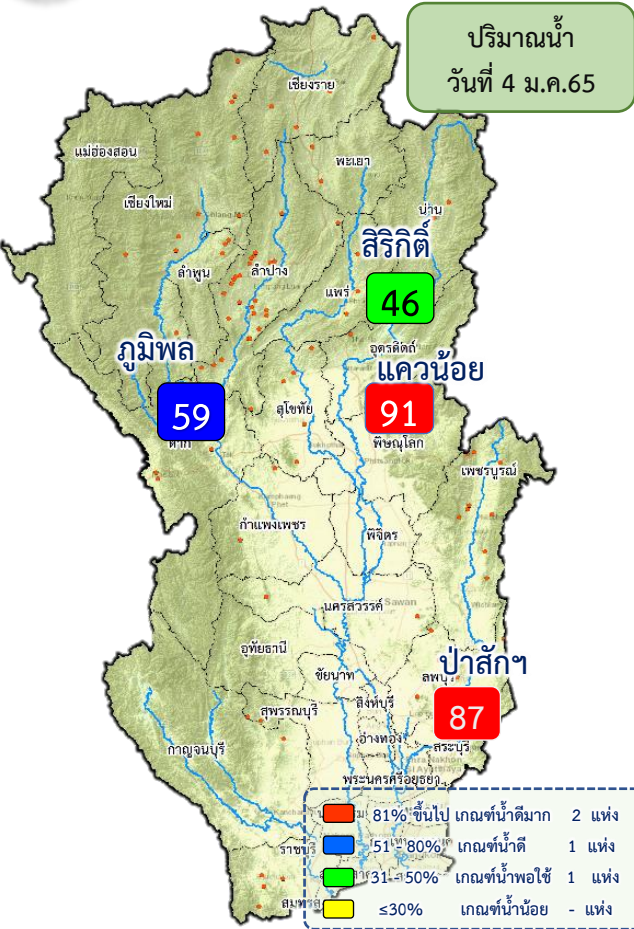 ปริมาณน้ำ
วันที่ 4 ม.ค.65
เชียงราย
แม่ฮ่องสอน
พะเยา
เชียงใหม่
น่าน
สิริกิติ์
ลำพูน
ลำปาง
แพร่
46
ภูมิพล
อุตรดิตถ์
แควน้อย
59
สุโขทัย
91
ตาก
พิษณุโลก
เพชรบูรณ์
กำแพงเพชร
พิจิตร
นครสวรรค์
Sawan
อุทัยธานี
ป่าสักฯ
ชัยนาท
ลพบุรี
สุพรรณบุรี
สิงห์บุรี
87
อ่างทอง
สระบุรี
กาญจนบุรี
พระนครศรีอยุธยา
81% ขึ้นไป เกณฑ์น้ำดีมาก 2 แห่ง
51 - 80% เกณฑ์น้ำดี 1 แห่ง
ราชบุรี
31 - 50% เกณฑ์น้ำพอใช้ 1 แห่ง
≤30% เกณฑ์น้ำน้อย - แห่ง